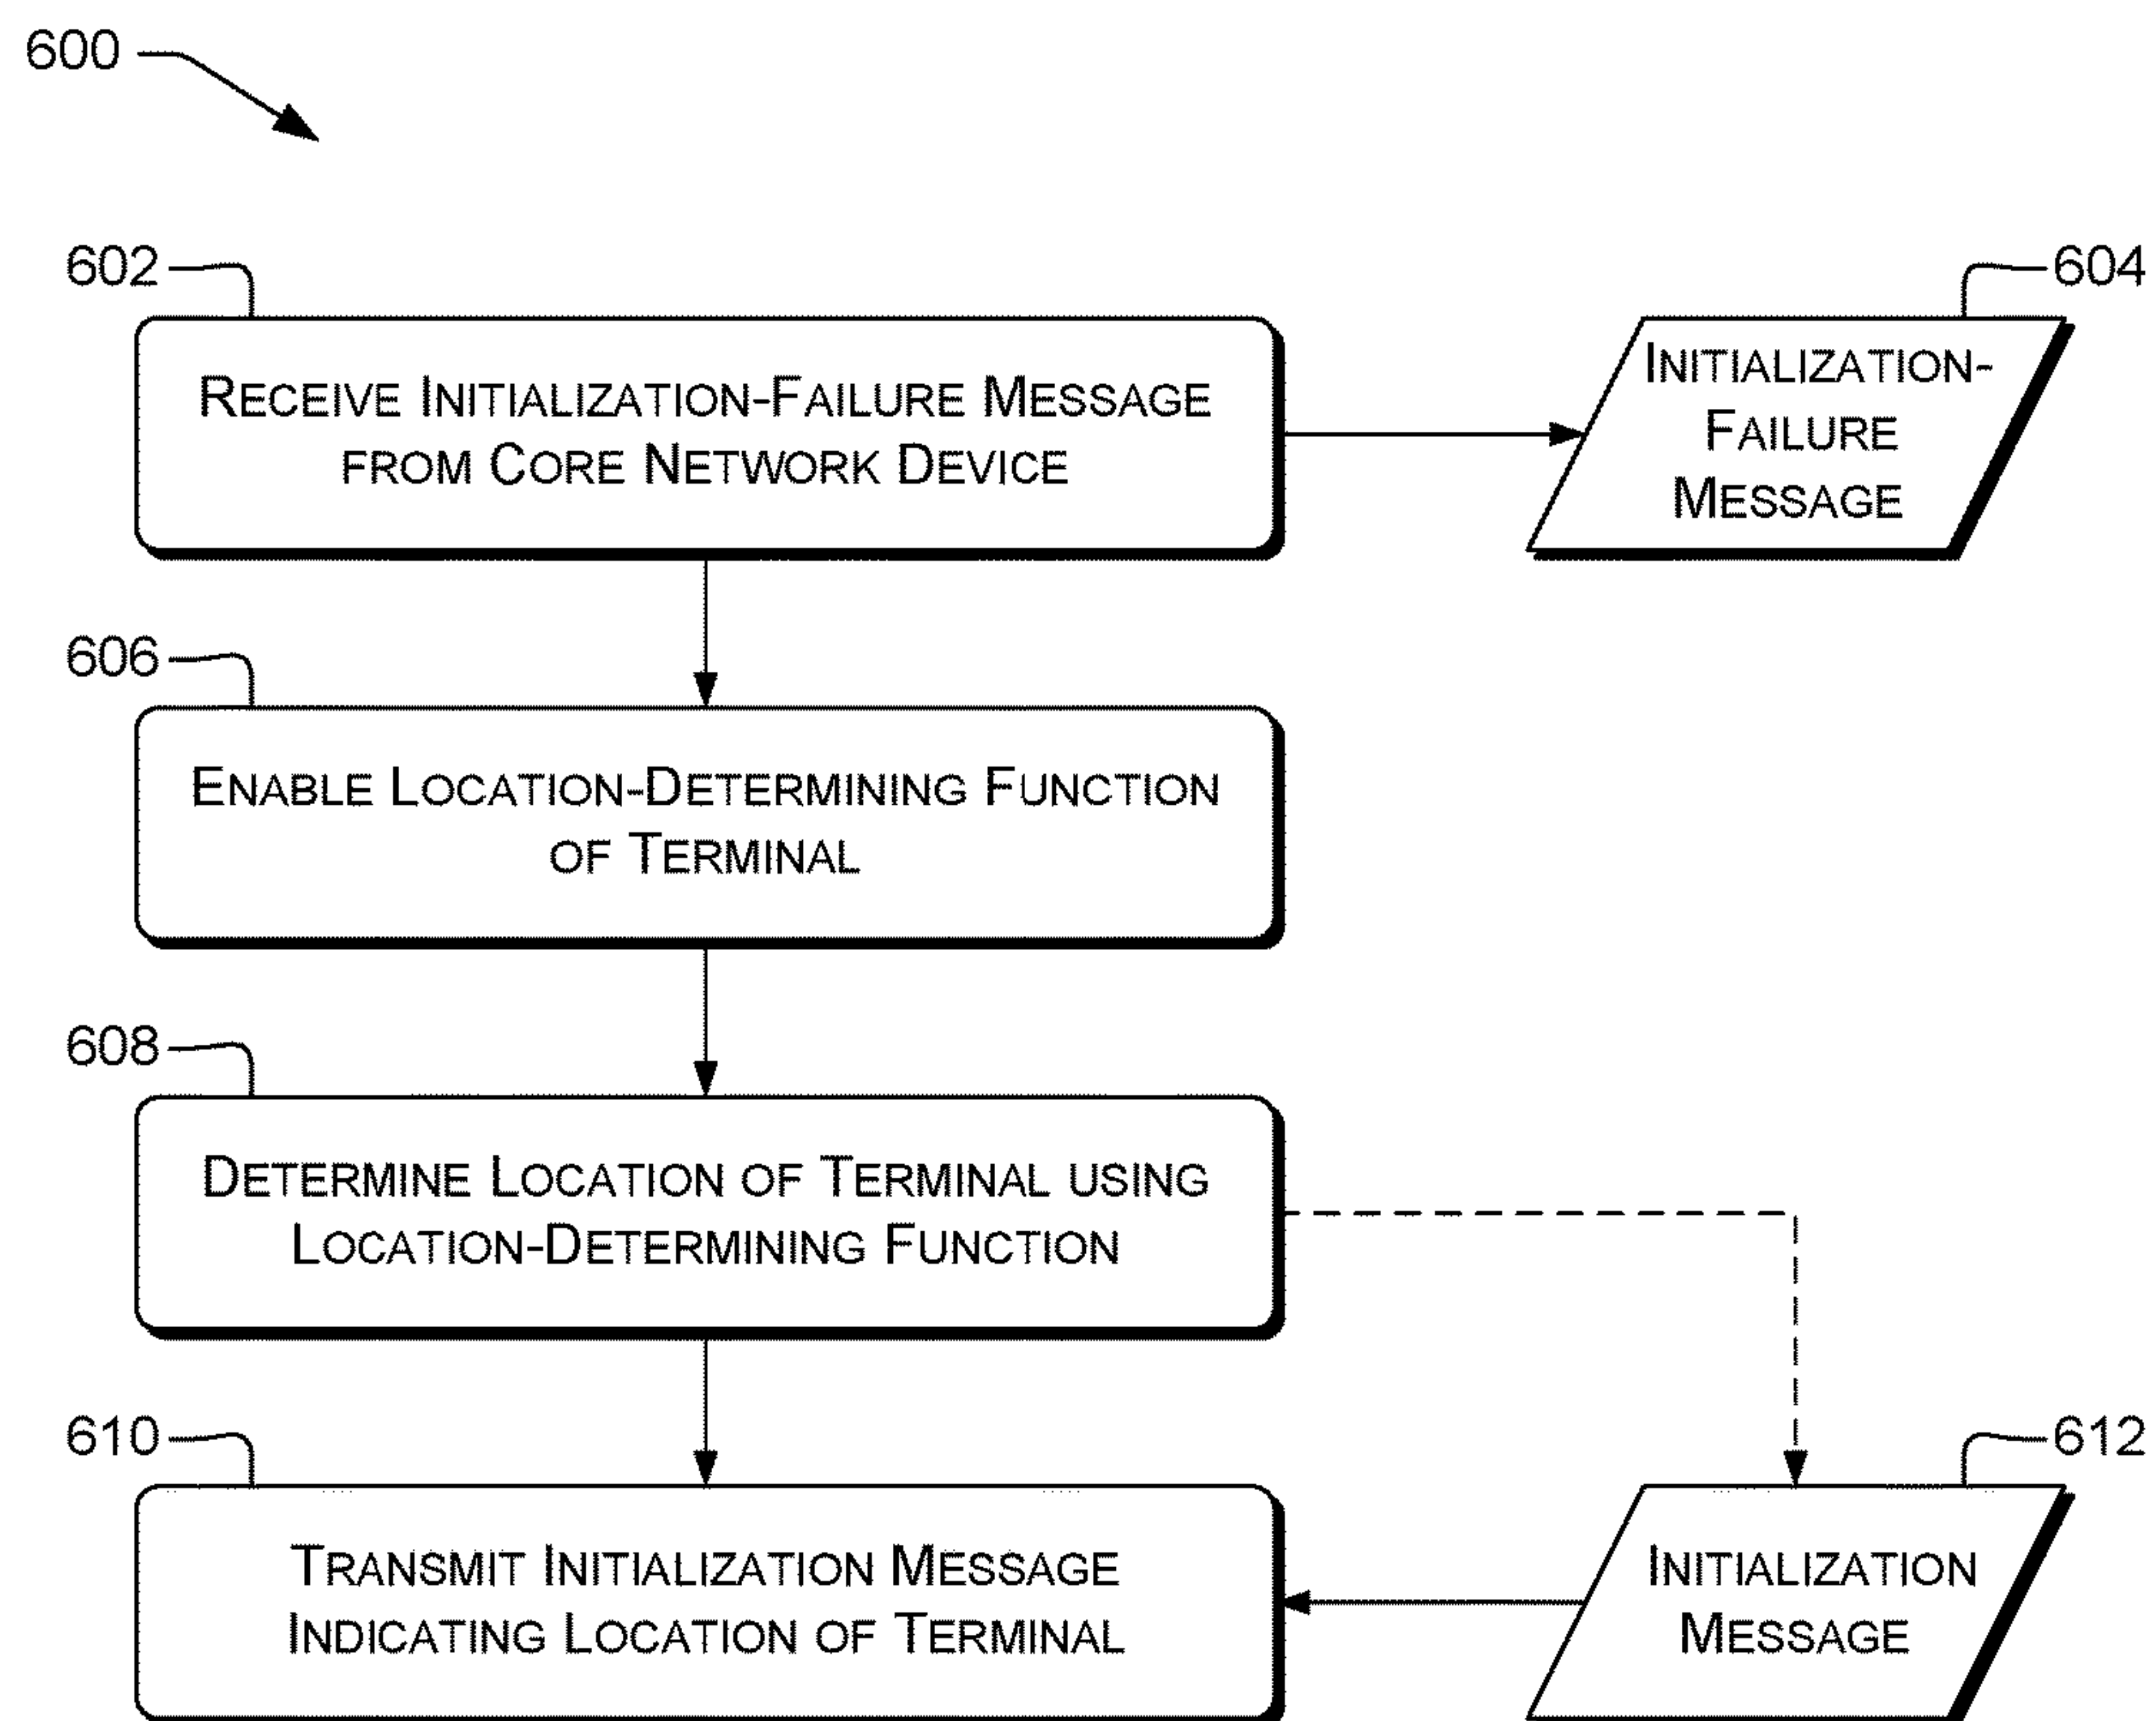 600
602
604
RECEIVE INITIALIZATION-FAILURE MESSAGE
FROM CORE NETWORK DEVICE
INITIALIZATION-
FAILURE
MESSAGE
606
ENABLE LOCATION-DETERMINING FUNCTION
OF TERMINAL
608
DETERMINE LOCATION OF TERMINAL USING
LOCATION-DETERMINING FUNCTION
610
612
TRANSMIT INITIALIZATION MESSAGE
INDICATING LOCATION OF TERMINAL
INITIALIZATION
MESSAGE